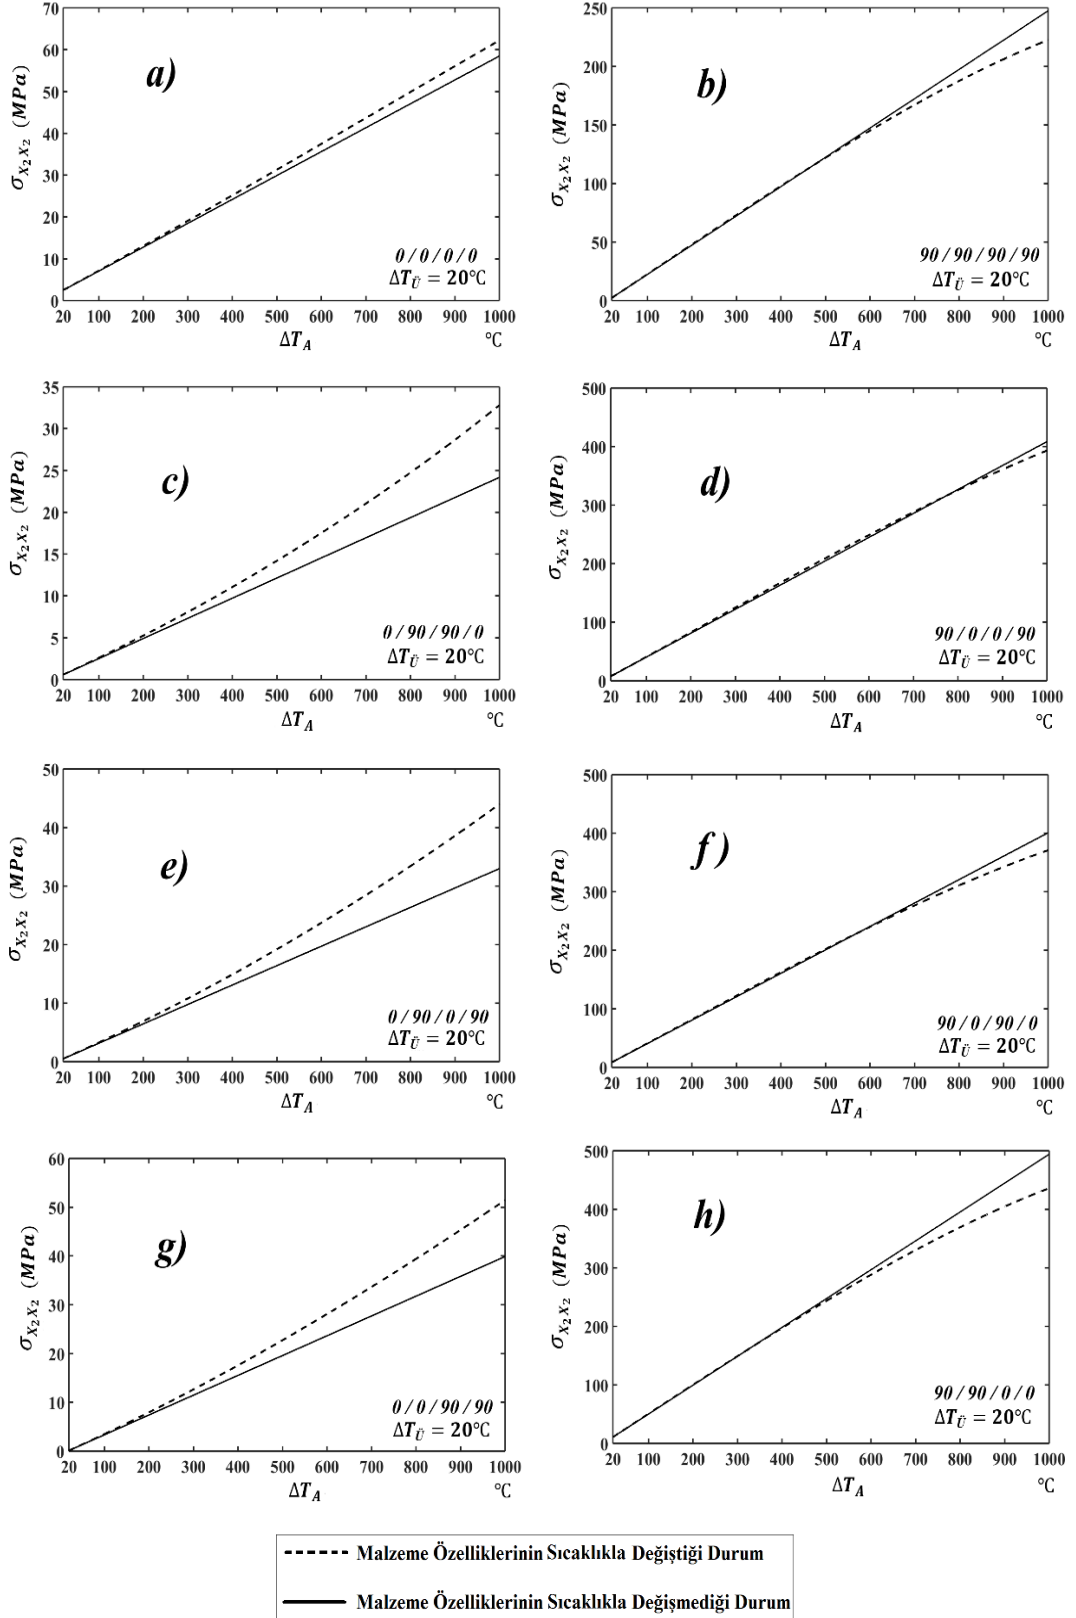 70
60
50
40
30
20
10
0
σX₂X₂ (MPa)
a)
0/0/0/0
ΔTÜ = 20°C
20 100 200 300 400 500 600 700 800 900 1000
ΔTA °C
250
200
150
100
50
0
σX₂X₂ (MPa)
b)
90/90/90/90
ΔTÜ = 20°C
20 100 200 300 400 500 600 700 800 900 1000
ΔTA °C
35
30
25
20
15
10
5
0
σX₂X₂ (MPa)
c)
0/90/90/0
ΔTÜ = 20°C
20 100 200 300 400 500 600 700 800 900 1000
ΔTA °C
500
400
300
200
100
0
σX₂X₂ (MPa)
d)
90/0/0/90
ΔTÜ = 20°C
20 100 200 300 400 500 600 700 800 900 1000
ΔTA °C
50
40
30
20
10
0
σX₂X₂ (MPa)
e)
0/90/0/90
ΔTÜ = 20°C
20 100 200 300 400 500 600 700 800 900 1000
ΔTA °C
500
400
300
200
100
0
σX₂X₂ (MPa)
f)
90/0/90/0
ΔTÜ = 20°C
20 100 200 300 400 500 600 700 800 900 1000
ΔTA °C
60
50
40
30
20
10
0
σX₂X₂ (MPa)
g)
0/0/90/90
ΔTÜ = 20°C
20 100 200 300 400 500 600 700 800 900 1000
ΔTA °C
500
400
300
200
100
0
σX₂X₂ (MPa)
h)
90/90/0/0
ΔTÜ = 20°C
20 100 200 300 400 500 600 700 800 900 1000
ΔTA °C
Malzeme Özelliklerinin Sıcaklıkla Değiştiği Durum
Malzeme Özelliklerinin Sıcaklıkla Değişmediği Durum